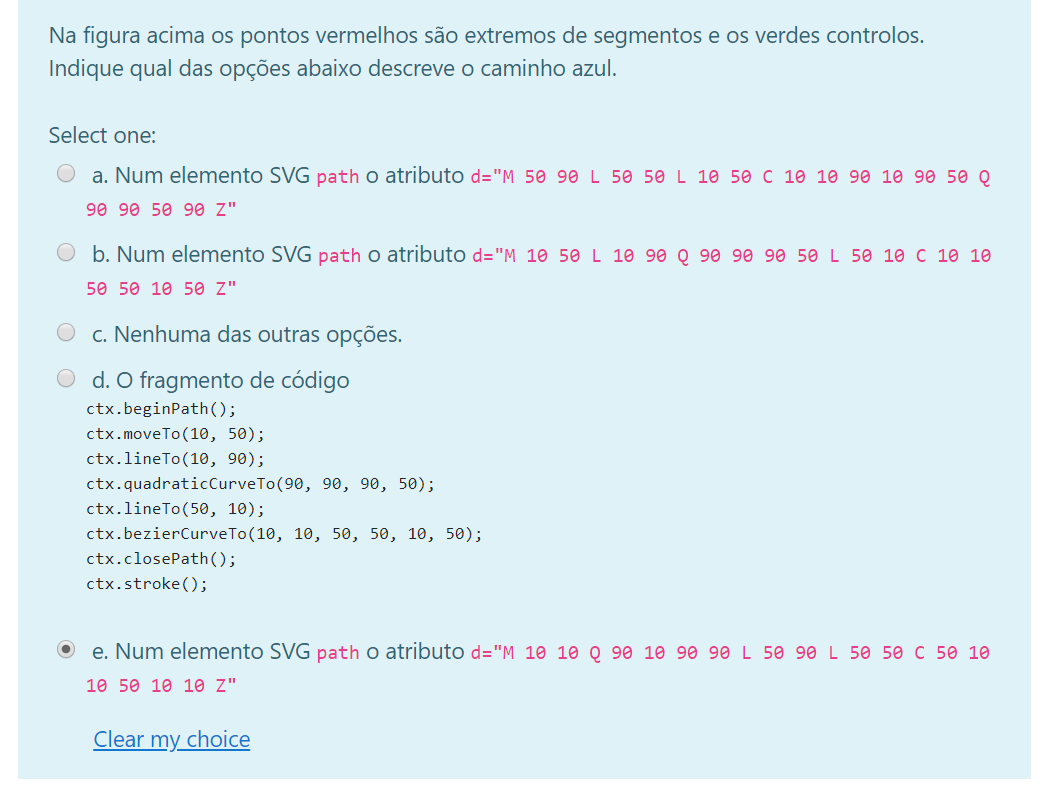 Na figura acima os pontos vermelhos são extremos de segmentos e os verdes controlos.
Indique qual das opções abaixo descreve o caminho azul.
Select one:
a. Num elemento SVG path o atributo d="M 50 90 L 50 50 L 10 50 C 10 10 90 10 90 50 Q
90 90 50 90 Z"
b. Num elemento SVG path o atributo d="M 10 50 L 10 90 Q 90 90 90 50 L 50 10 C 10 10
50 50 10 50 Z"
c. Nenhuma das outras opções.
d. O fragmento de código
ctx.beginPath();
ctx.moveTo(10, 50);
ctx.lineTo(10, 90);
ctx.quadraticCurveTo(90, 90, 90, 50);
ctx.lineTo(50, 10);
ctx.bezierCurveTo(10, 10, 50, 50, 10, 50);
ctx.closePath();
ctx.stroke();
e. Num elemento SVG path o atributo d="M 10 10 Q 90 10 90 90 L 50 90 L 50 50 C 50 10
10 50 10 10 Z"
Clear my choice